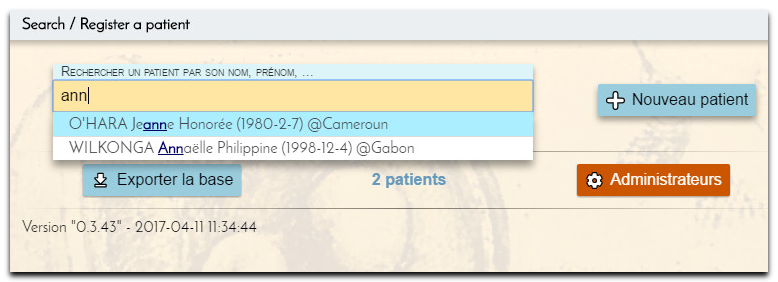 Search / Register a patient
Rechercher un patient par son nom, prénom, ...
ann
O'HARA Jeanne Honorée (1980-2-7) @Cameroun
Nouveau patient
WILKONGA Annaëlle Philippine (1998-12-4) @Gabon
Exporter la base
2 patients
Administrateurs
Version "0.3.43" - 2017-04-11 11:34:44